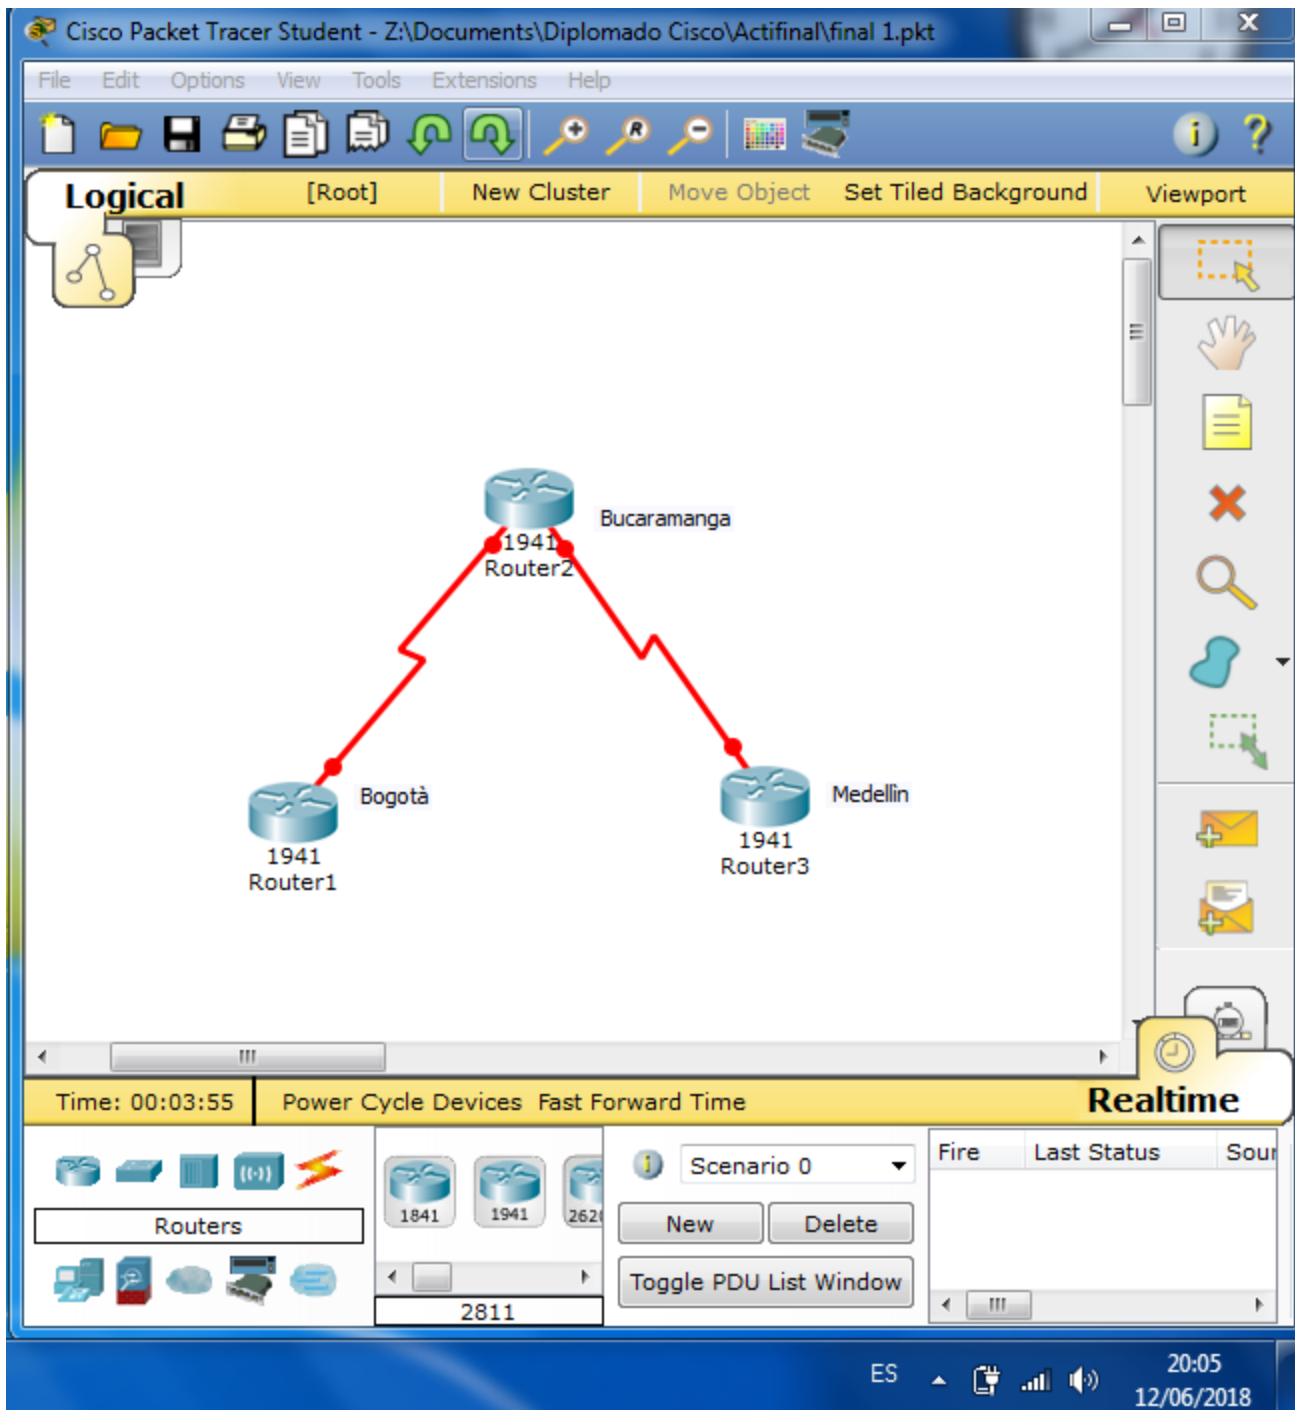 Cisco Packet Tracer Student - Z:\Documents\Diplomado Cisco\Actifinal\final 1.pkt
File Edit Options View Tools Extensions Help
Logical [Root] New Cluster Move Object Set Tiled Background Viewport
Bucaramanga
1941
Router2
Bogotà
1941
Router1
Medellìn
1941
Router3
Time: 00:03:55 Power Cycle Devices Fast Forward Time Realtime
Routers
1841 1941
2811
Scenario 0
New Delete
Toggle PDU List Window
Fire Last Status
ES 20:05
12/06/2018